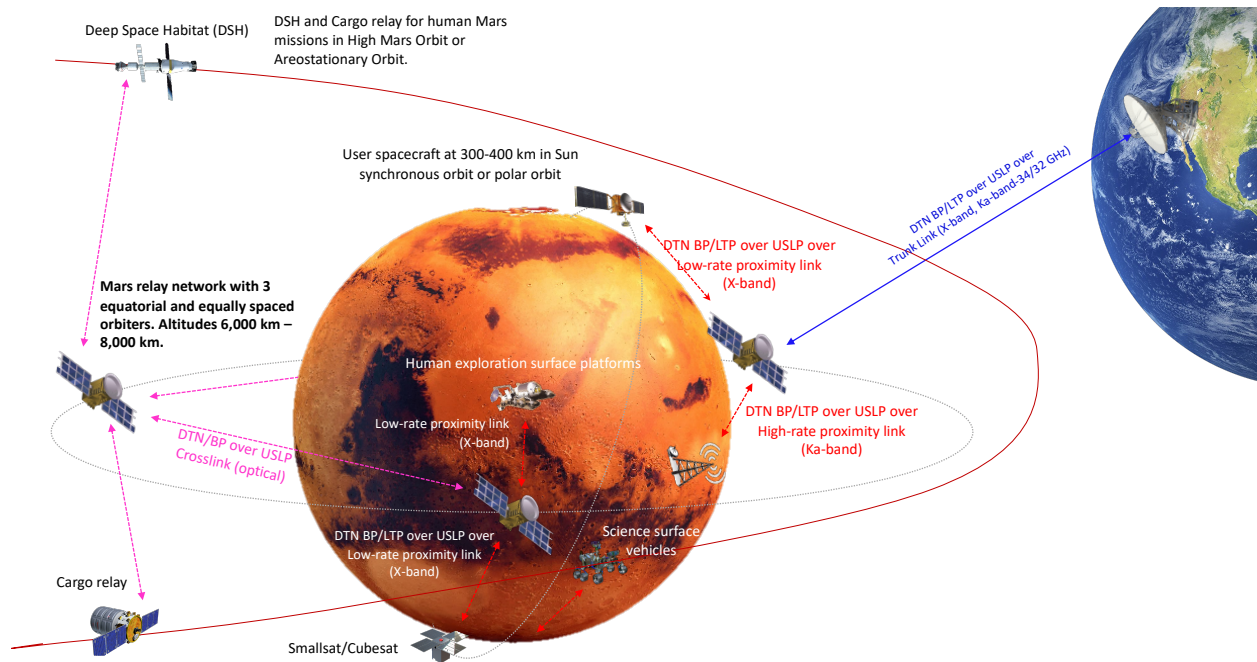 Deep Space Habitat (DSH)
DSH and Cargo relay for human Mars
missions in High Mars Orbit or
Areostationary Orbit.
User spacecraft at 300-400 km in Sun
synchronous orbit or polar orbit
DTN BP/LTP over USLP over
Trunk Link (X-band, Ka-band-34/32 GHz)
DTN BP/LTP over USLP over
Low-rate proximity link
(X-band)
Mars relay network with 3
equatorial and equally spaced
orbiters. Altitudes 6,000 km –
8,000 km.
Human exploration surface platforms
Low-rate proximity link
(X-band)
DTN BP/LTP over USLP over
High-rate proximity link
(Ka-band)
DTN/BP over USLP
Crosslink (optical)
DTN BP/LTP over USLP over
Low-rate proximity link
(X-band)
Science surface
vehicles
Cargo relay
Smallsat/Cubesat